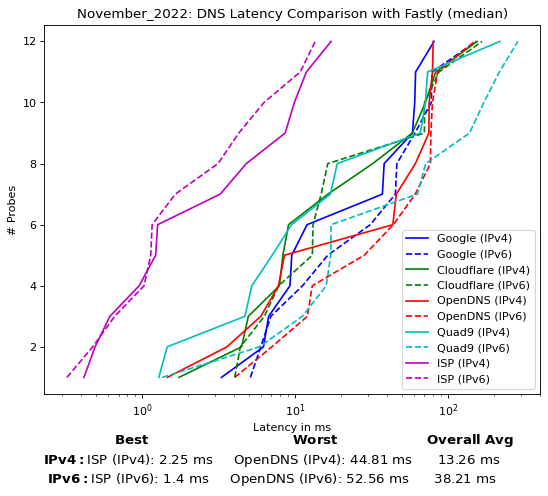 November_2022: DNS Latency Comparison with Fastly (median)
12
10
8
6
4
2
# Probes
Google (IPv4)
Google (IPv6)
Cloudflare (IPv4)
Cloudflare (IPv6)
OpenDNS (IPv4)
OpenDNS (IPv6)
Quad9 (IPv4)
Quad9 (IPv6)
ISP (IPv4)
ISP (IPv6)
10⁰ 10¹ 10²
Latency in ms
Best Worst Overall Avg
IPv4: ISP (IPv4): 2.25 ms OpenDNS (IPv4): 44.81 ms 13.26 ms
IPv6: ISP (IPv6): 1.4 ms OpenDNS (IPv6): 52.56 ms 38.21 ms